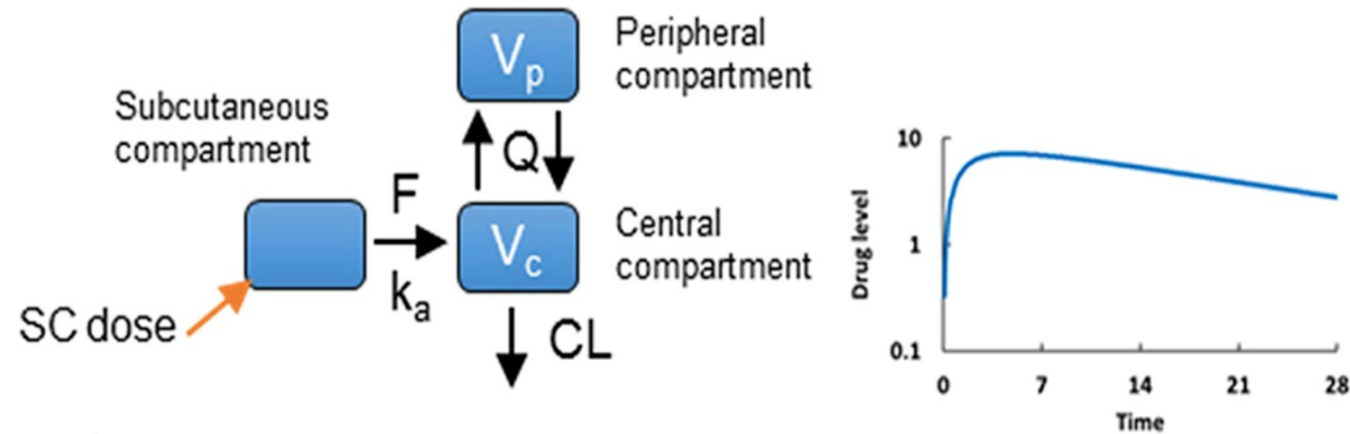 Subcutaneous
compartment
SC dose
F
kₐ
Vₚ
Peripheral
compartment
Q
V꜀
Central
compartment
CL
Drug level
10
1
0.1
0 7 14 21 28
Time